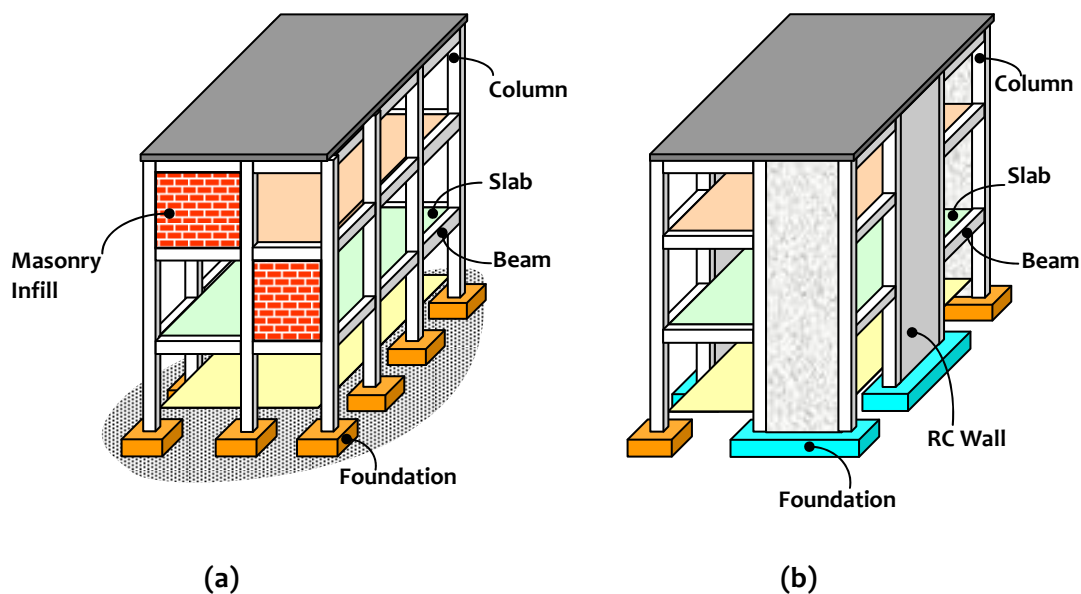 Column
Slab
Beam
Masonry
Infill
Foundation
(a)
Column
Slab
Beam
RC Wall
Foundation
(b)